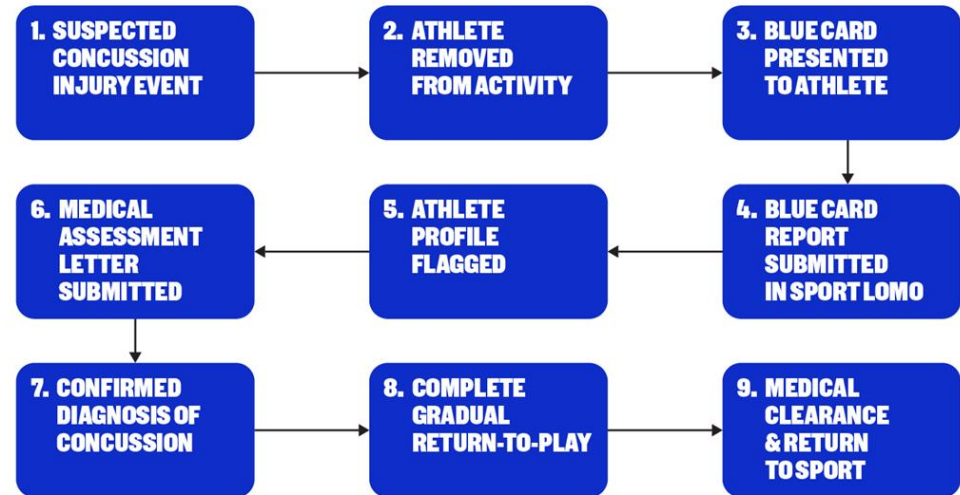 1. SUSPECTED
CONCUSSION
INJURY EVENT
2. ATHLETE
REMOVED
FROM ACTIVITY
3. BLUE CARD
PRESENTED
TO ATHLETE
4. BLUE CARD
REPORT
SUBMITTED
IN SPORT LOMO
5. ATHLETE
PROFILE
FLAGGED
6. MEDICAL
ASSESSMENT
LETTER
SUBMITTED
7. CONFIRMED
DIAGNOSIS OF
CONCUSSION
8. COMPLETE
GRADUAL
RETURN-TO-PLAY
9. MEDICAL
CLEARANCE
& RETURN
TO SPORT